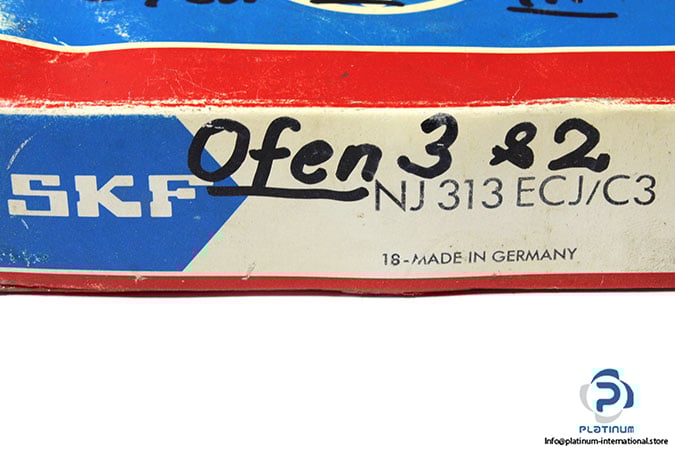 Ofen 3 &2
SKF
NJ 313 ECJ/C3
18-MADE IN GERMANY
PLATINUM
Info@platinum-international.store